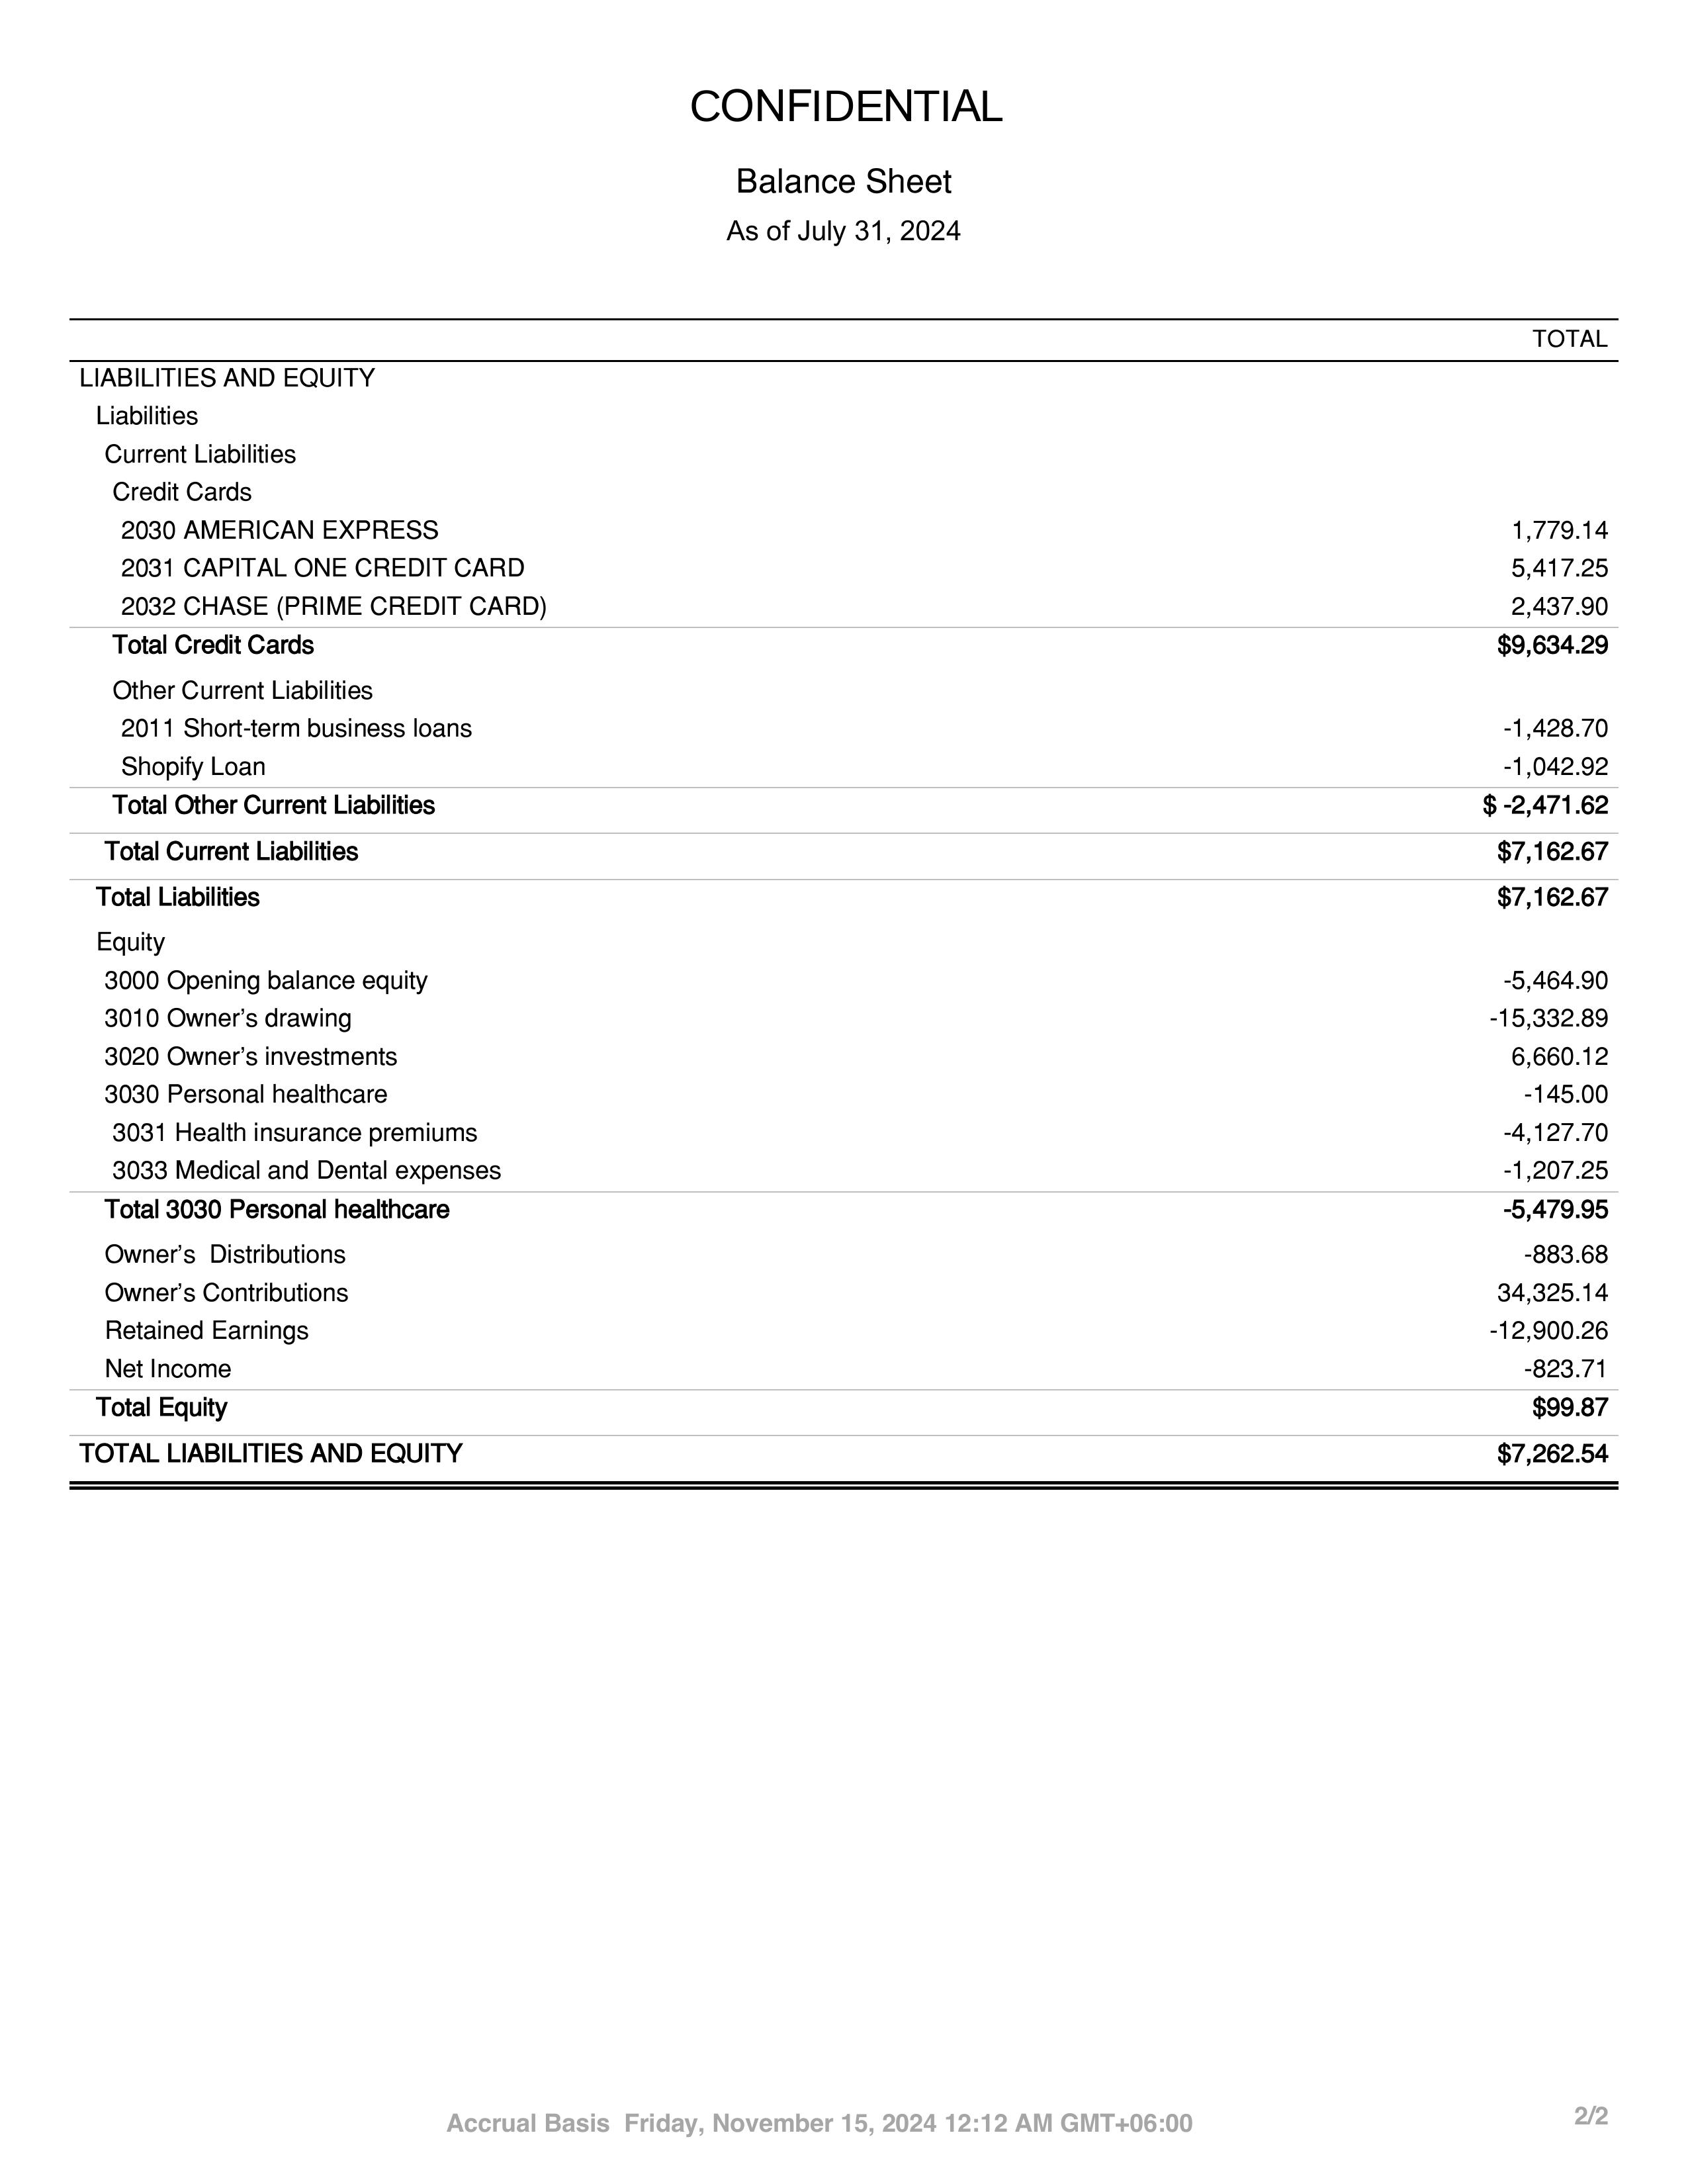 CONFIDENTIAL
Balance Sheet
As of July 31, 2024
TOTAL
LIABILITIES AND EQUITY
Liabilities
Current Liabilities
Credit Cards
2030 AMERICAN EXPRESS 1,779.14
2031 CAPITAL ONE CREDIT CARD 5,417.25
2032 CHASE (PRIME CREDIT CARD) 2,437.90
Total Credit Cards $9,634.29
Other Current Liabilities
2011 Short-term business loans -1,428.70
Shopify Loan -1,042.92
Total Other Current Liabilities $ -2,471.62
Total Current Liabilities $7,162.67
Total Liabilities $7,162.67
Equity
3000 Opening balance equity -5,464.90
3010 Owner’s drawing -15,332.89
3020 Owner’s investments 6,660.12
3030 Personal healthcare -145.00
3031 Health insurance premiums -4,127.70
3033 Medical and Dental expenses -1,207.25
Total 3030 Personal healthcare -5,479.95
Owner’s  Distributions -883.68
Owner’s Contributions 34,325.14
Retained Earnings -12,900.26
Net Income -823.71
Total Equity $99.87
TOTAL LIABILITIES AND EQUITY $7,262.54
Accrual Basis  Friday, November 15, 2024 12:12 AM GMT+06:00 2/2